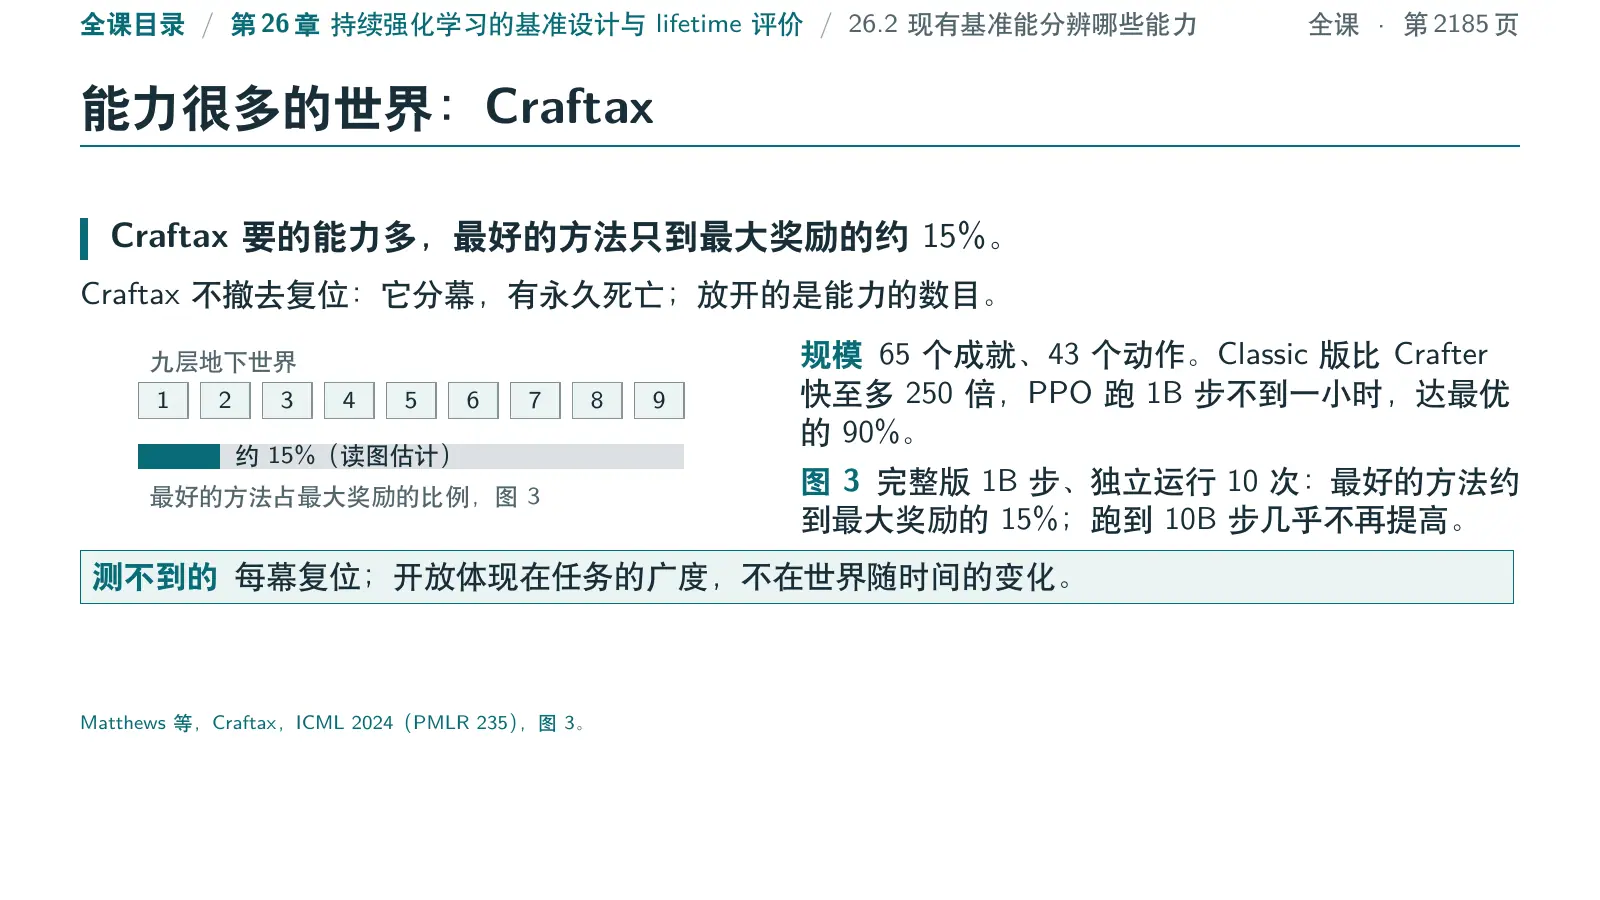 全课目录 / 第 26 章 持续强化学习的基准设计与 lifetime 评价 / 26.2 现有基准能分辨哪些能力 全课 · 第 2185 页
能力很多的世界：Craftax
Craftax 要的能力多，最好的方法只到最大奖励的约 15%。
Craftax 不撤去复位：它分幕，有永久死亡；放开的是能力的数目。
九层地下世界
1 2 3 4 5 6 7 8 9
约 15%（读图估计）
最好的方法占最大奖励的比例，图 3
规模 65 个成就、43 个动作。Classic 版比 Crafter
快至多 250 倍，PPO 跑 1B 步不到一小时，达最优
的 90%。
图 3 完整版 1B 步、独立运行 10 次：最好的方法约
到最大奖励的 15%；跑到 10B 步几乎不再提高。
测不到的 每幕复位；开放体现在任务的广度，不在世界随时间的变化。
Matthews 等，Craftax，ICML 2024（PMLR 235），图 3。